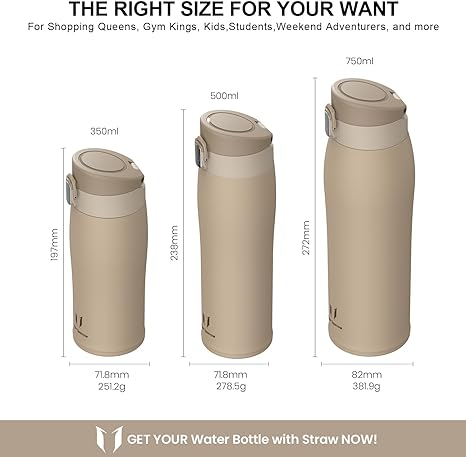 THE RIGHT SIZE FOR YOUR WANT
For Shopping Queens, Gym Kings, Kids,Students,Weekend Adventurers, and more
750ml
500ml
350ml
197mm
238mm
272mm
71.8mm
251.2g
71.8mm
278.5g
82mm
381.9g
GET YOUR Water Bottle with Straw NOW!